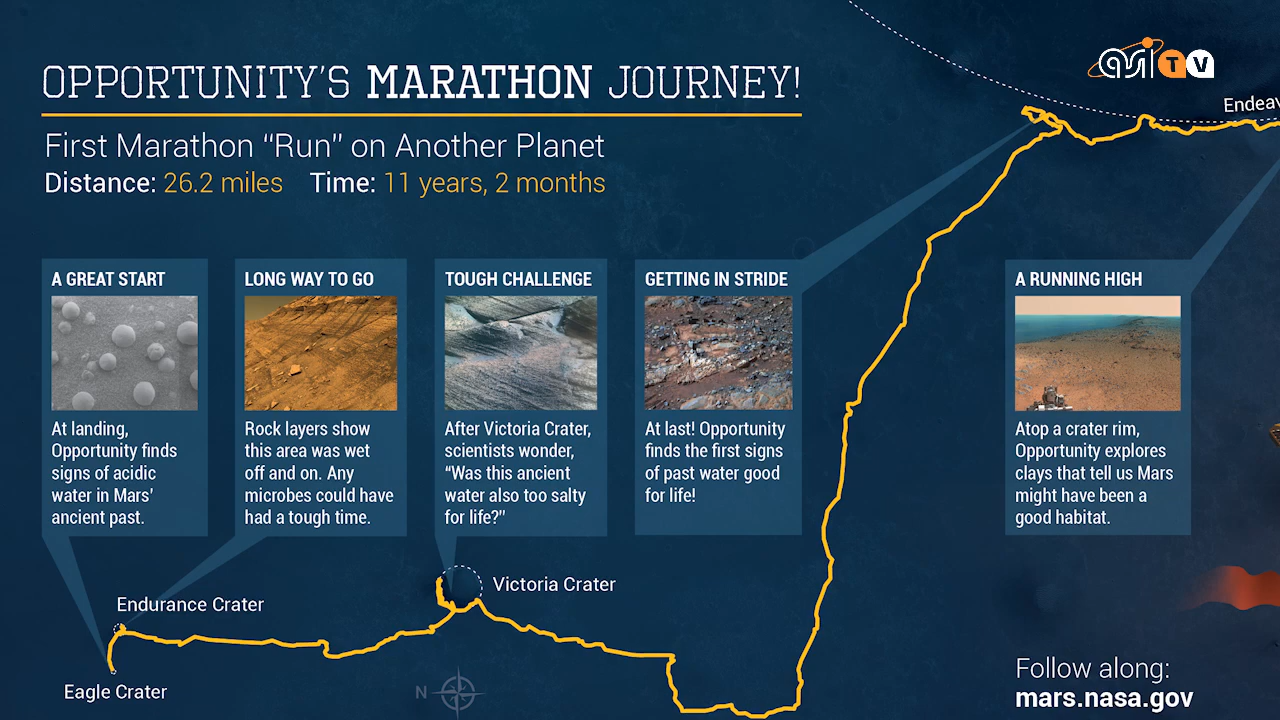 OPPORTUNITY'S MARATHON JOURNEY!
First Marathon “Run” on Another Planet
Distance: 26.2 miles Time: 11 years, 2 months
asi TV
Endeav
A GREAT START
At landing,
Opportunity finds
signs of acidic
water in Mars'
ancient past.
LONG WAY TO GO
Rock layers show
this area was wet
off and on. Any
microbes could have
had a tough time.
TOUGH CHALLENGE
After Victoria Crater,
scientists wonder,
“Was this ancient
water also too salty
for life?”
GETTING IN STRIDE
At last! Opportunity
finds the first signs
of past water good
for life!
A RUNNING HIGH
Atop a crater rim,
Opportunity explores
clays that tell us Mars
might have been a
good habitat.
Endurance Crater
Victoria Crater
Eagle Crater
N
Follow along:
mars.nasa.gov